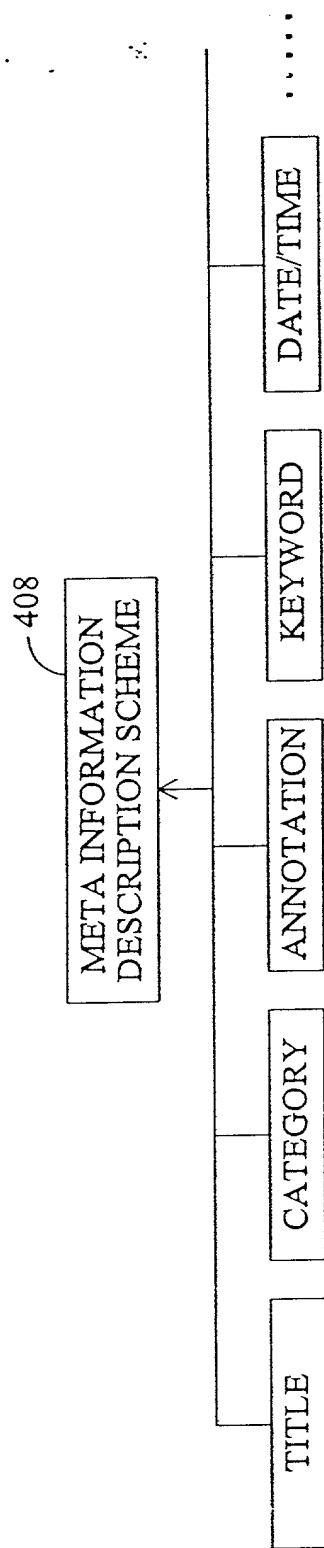 408
META INFORMATION
DESCRIPTION SCHEME
TITLE
CATEGORY
ANNOTATION
KEYWORD
DATE/TIME
.....